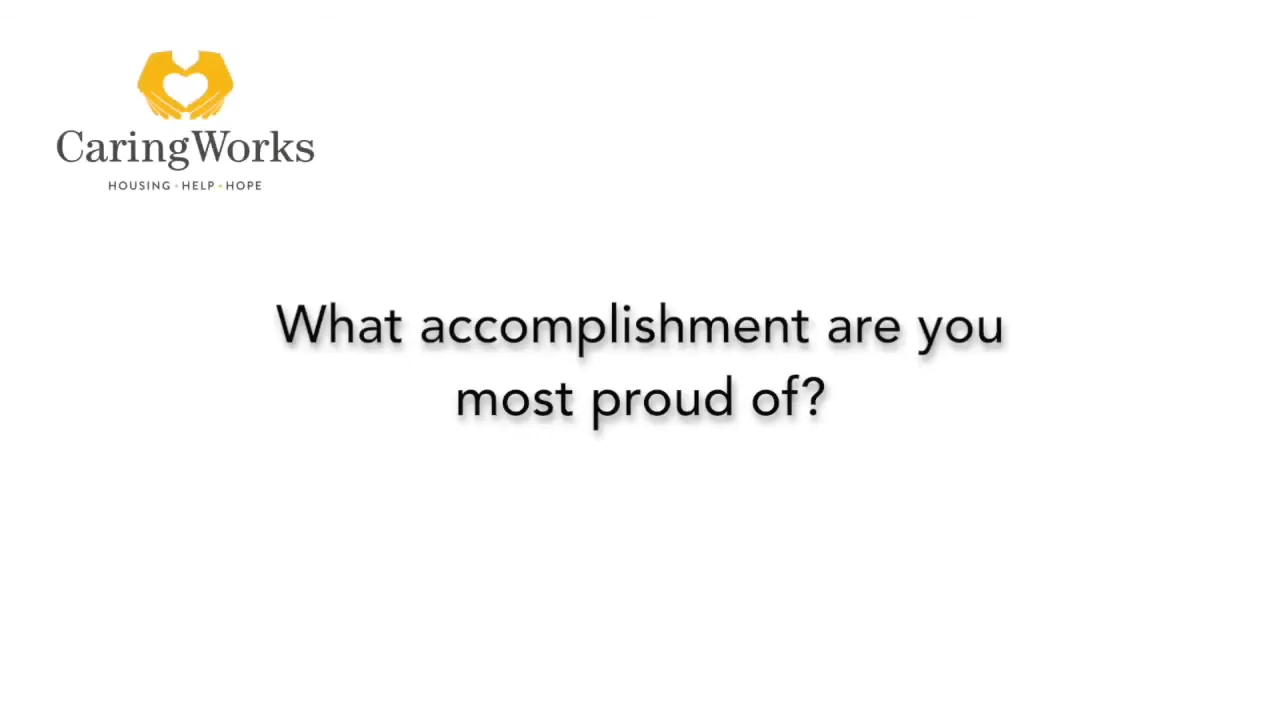 CaringWorks
HOUSING • HELP • HOPE
What accomplishment are you
most proud of?